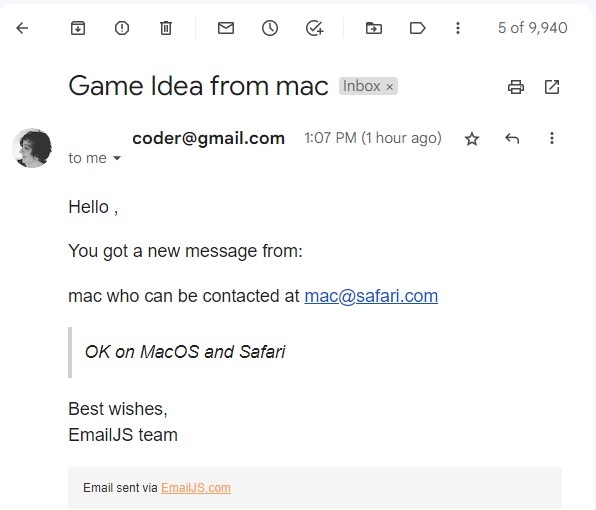 5 of 9,940
Game Idea from mac Inbox ×
coder@gmail.com 1:07 PM (1 hour ago)
to me
Hello ,
You got a new message from:
mac who can be contacted at mac@safari.com
OK on MacOS and Safari
Best wishes,
EmailJS team
Email sent via EmailJS.com